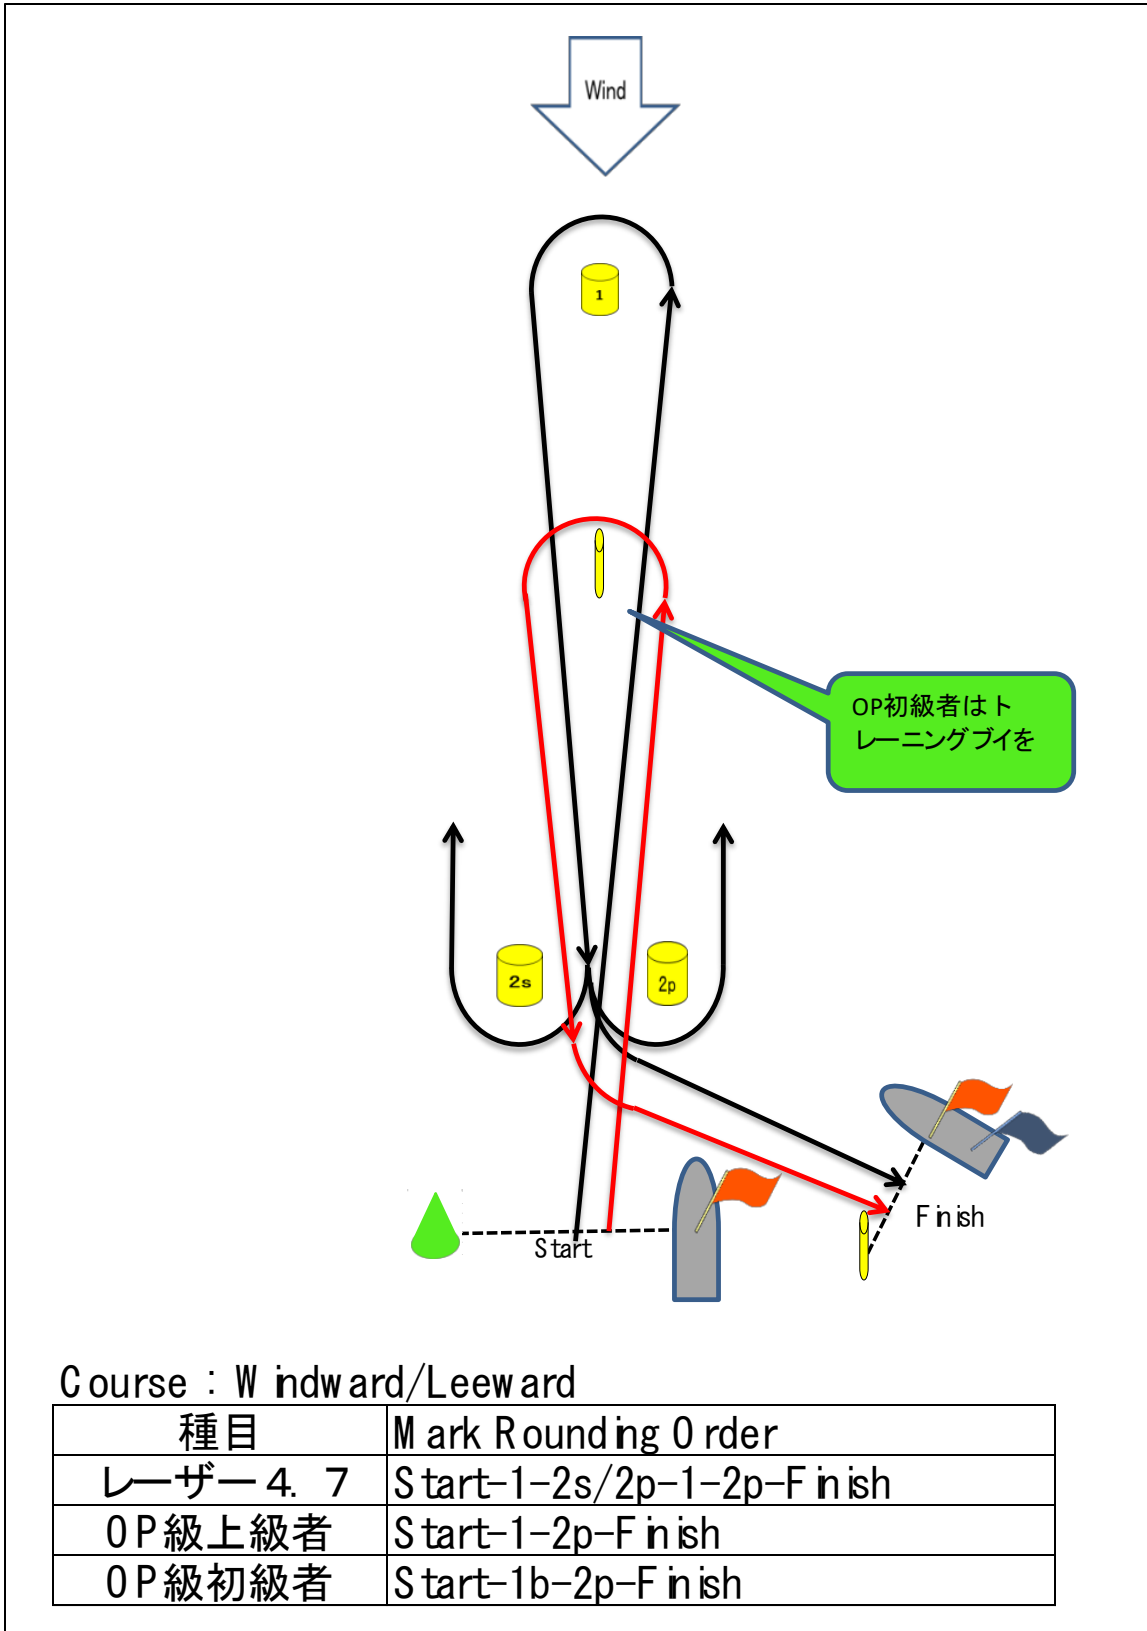 Wind
1
OP初級者はト
レーニングブイを
2s
2p
Finish
Start
Course：Windward/Leeward
種目 Mark Rounding Order
レーザー4．7 Start-1-2s/2p-1-2p-Finish
OP級上級者 Start-1-2p-Finish
OP級初級者 Start-1b-2p-Finish